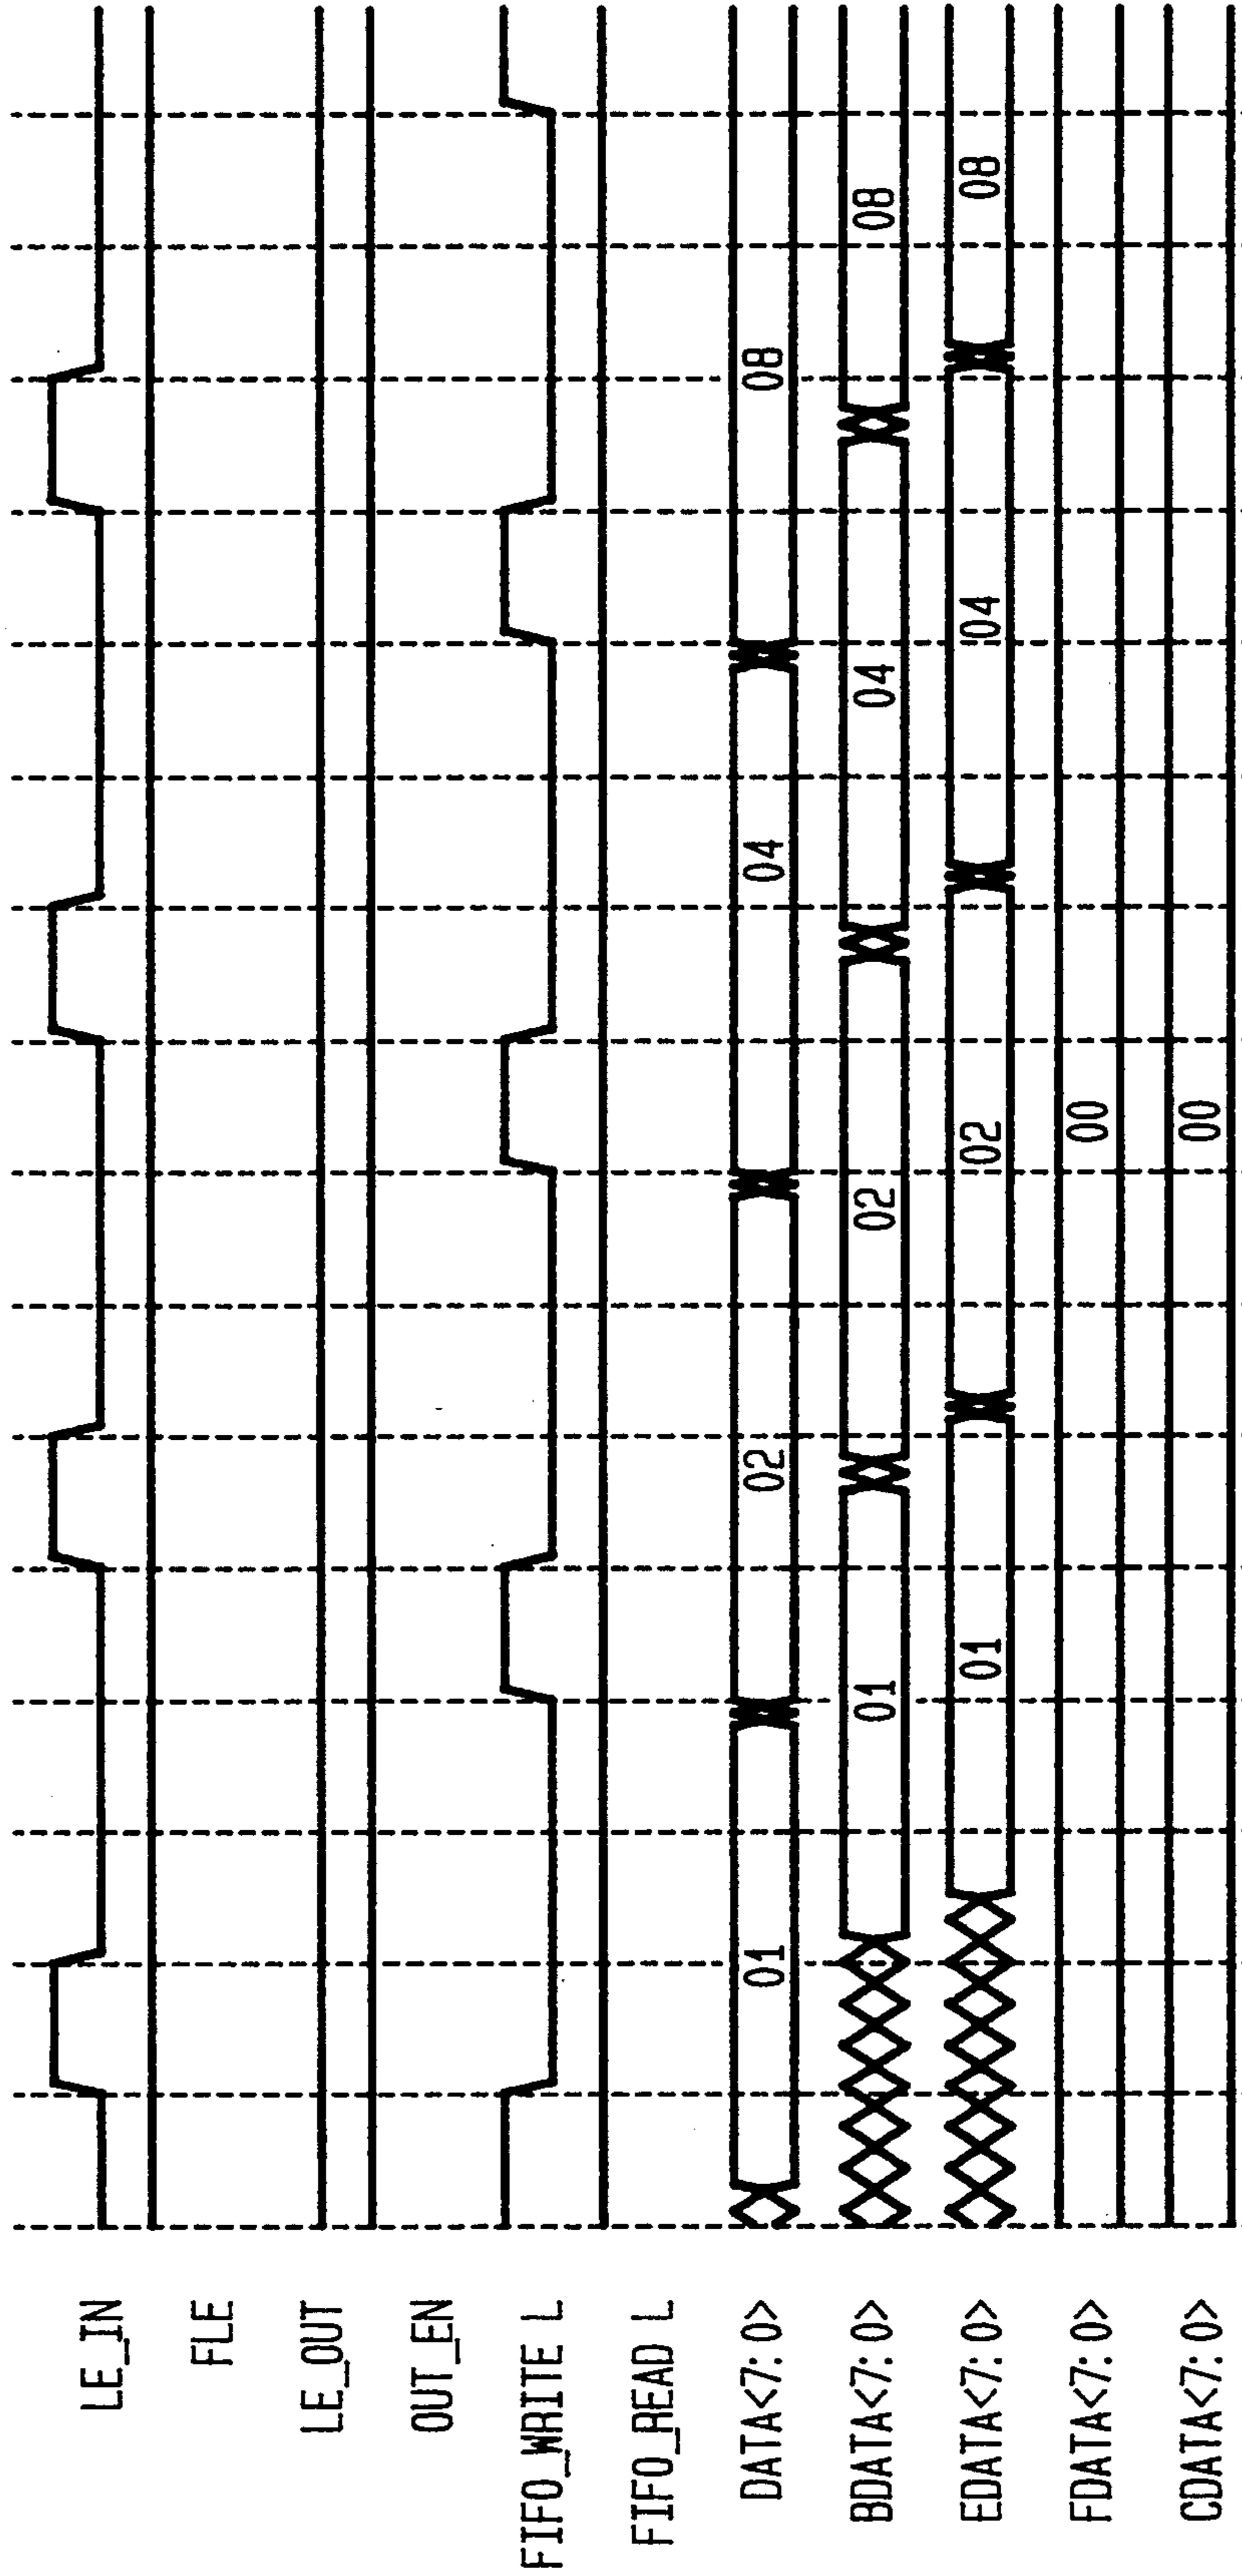 LE_IN
FLE
LE_OUT
OUT_EN
FIFO_WRITE L
FIFO_READ L
DATA<7:0> 01 02 04 08
BDATA<7:0> 01 02 04 08
EDATA<7:0> 01 02 04 08
FDATA<7:0> 00
CDATA<7:0> 00